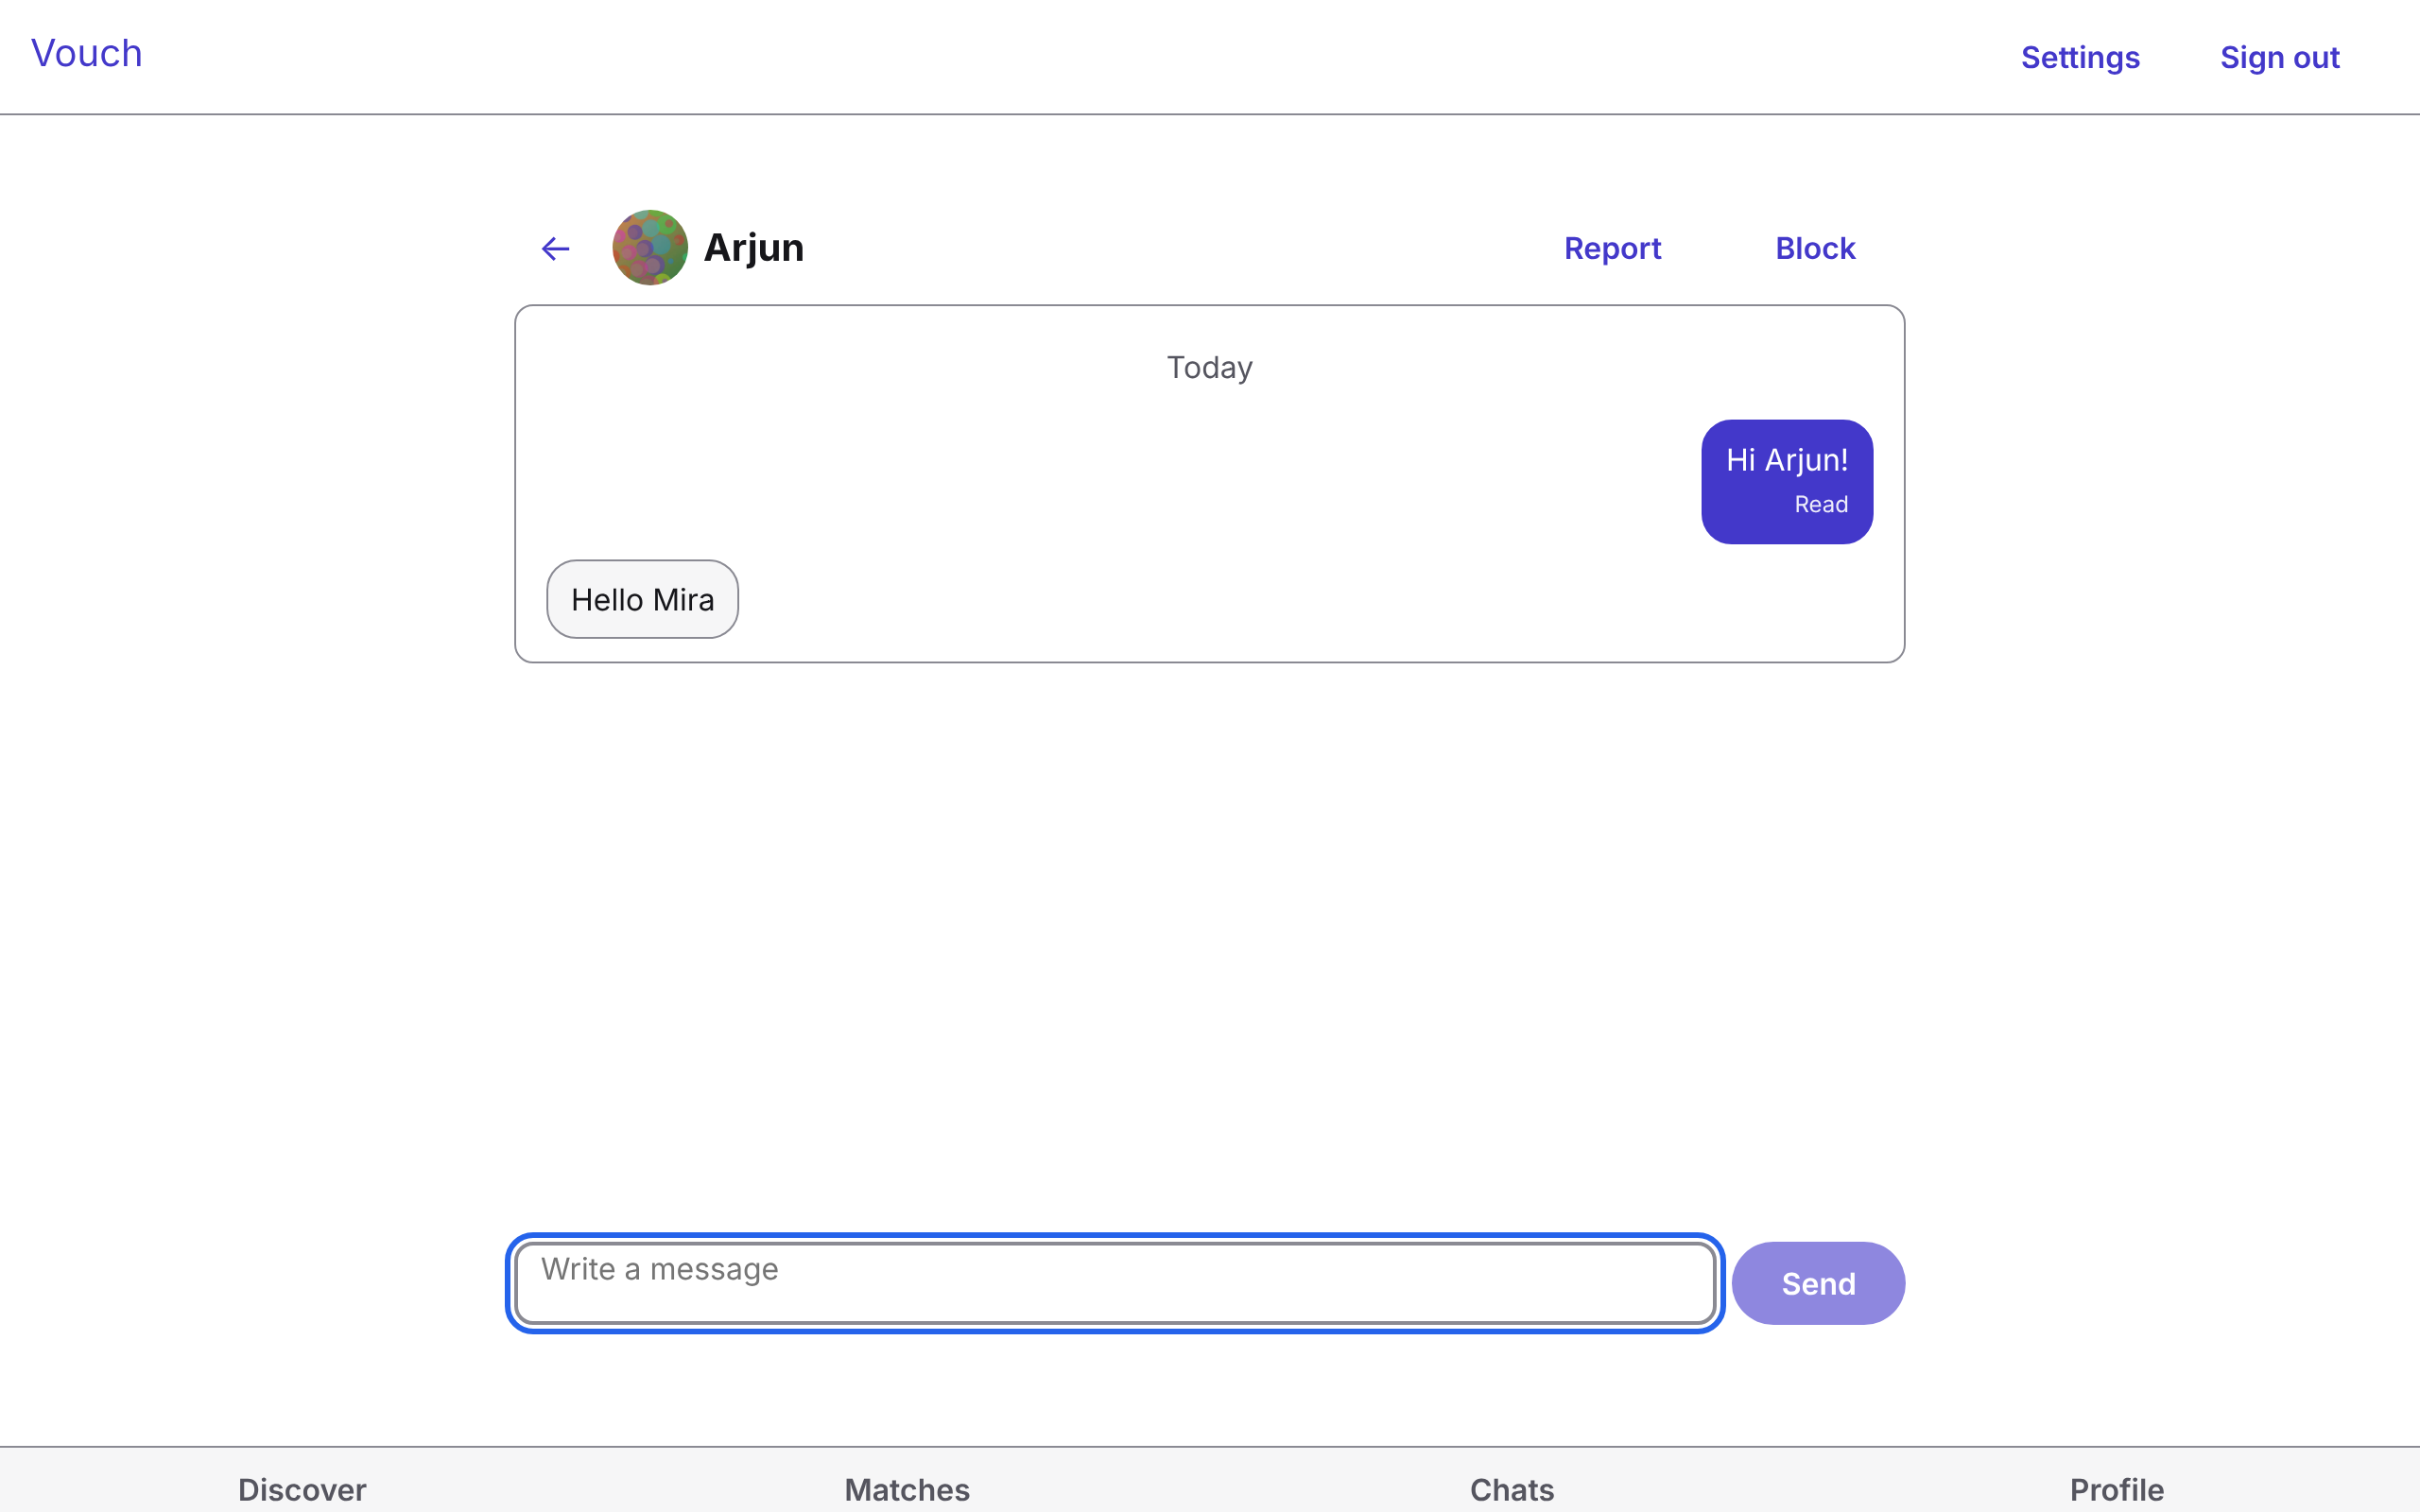 Vouch
Settings
Sign out
Arjun
Report
Block
Today
Hi Arjun!
Read
Hello Mira
Write a message
Send
Discover
Matches
Chats
Profile